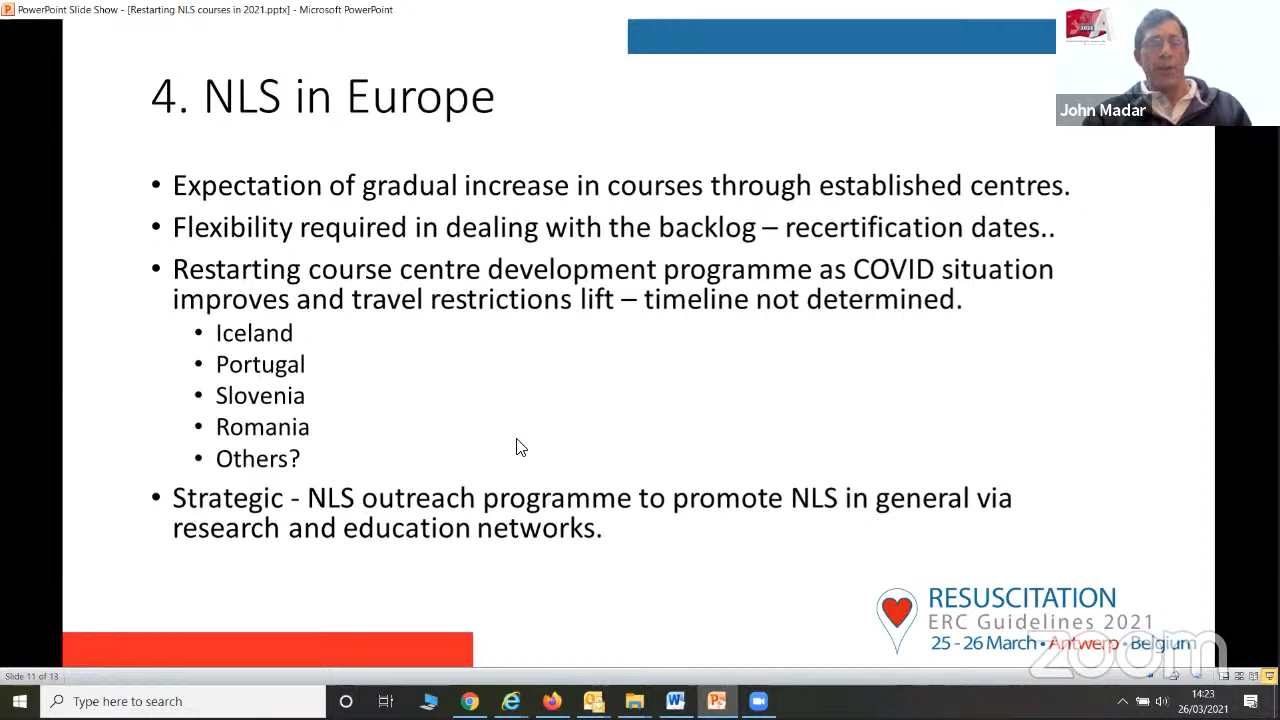 PowerPoint Slide Show - [Restarting NLS courses in 2021.pptx] - Microsoft PowerPoint
2021
John Madar
4. NLS in Europe
• Expectation of gradual increase in courses through established centres.
• Flexibility required in dealing with the backlog – recertification dates..
• Restarting course centre development programme as COVID situation
improves and travel restrictions lift – timeline not determined.
• Iceland
• Portugal
• Slovenia
• Romania
• Others?
• Strategic - NLS outreach programme to promote NLS in general via
research and education networks.
RESUSCITATION
ERC Guidelines 2021
25 - 26 March • Antwerp • Belgium
zoom
Slide 11 of 13
Type here to search
14:23
26/03/2021